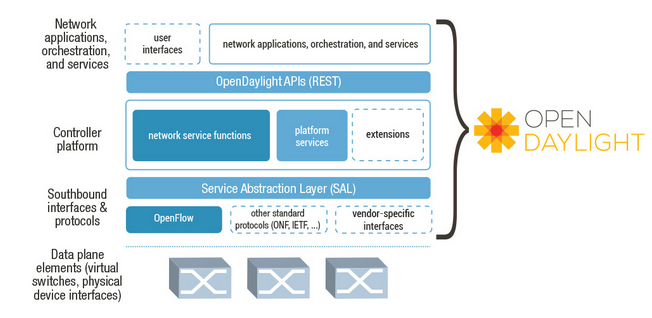 Network
applications,
orchestration,
and services
user
interfaces
network applications, orchestration, and services
OpenDaylight APIs (REST)
Controller
platform
network service functions
platform
services
extensions
Southbound
interfaces &
protocols
Service Abstraction Layer (SAL)
OpenFlow
other standard
protocols (ONF, IETF, ...)
vendor-specific
interfaces
Data plane
elements (virtual
switches, physical
device interfaces)
OPEN
DAYLIGHT